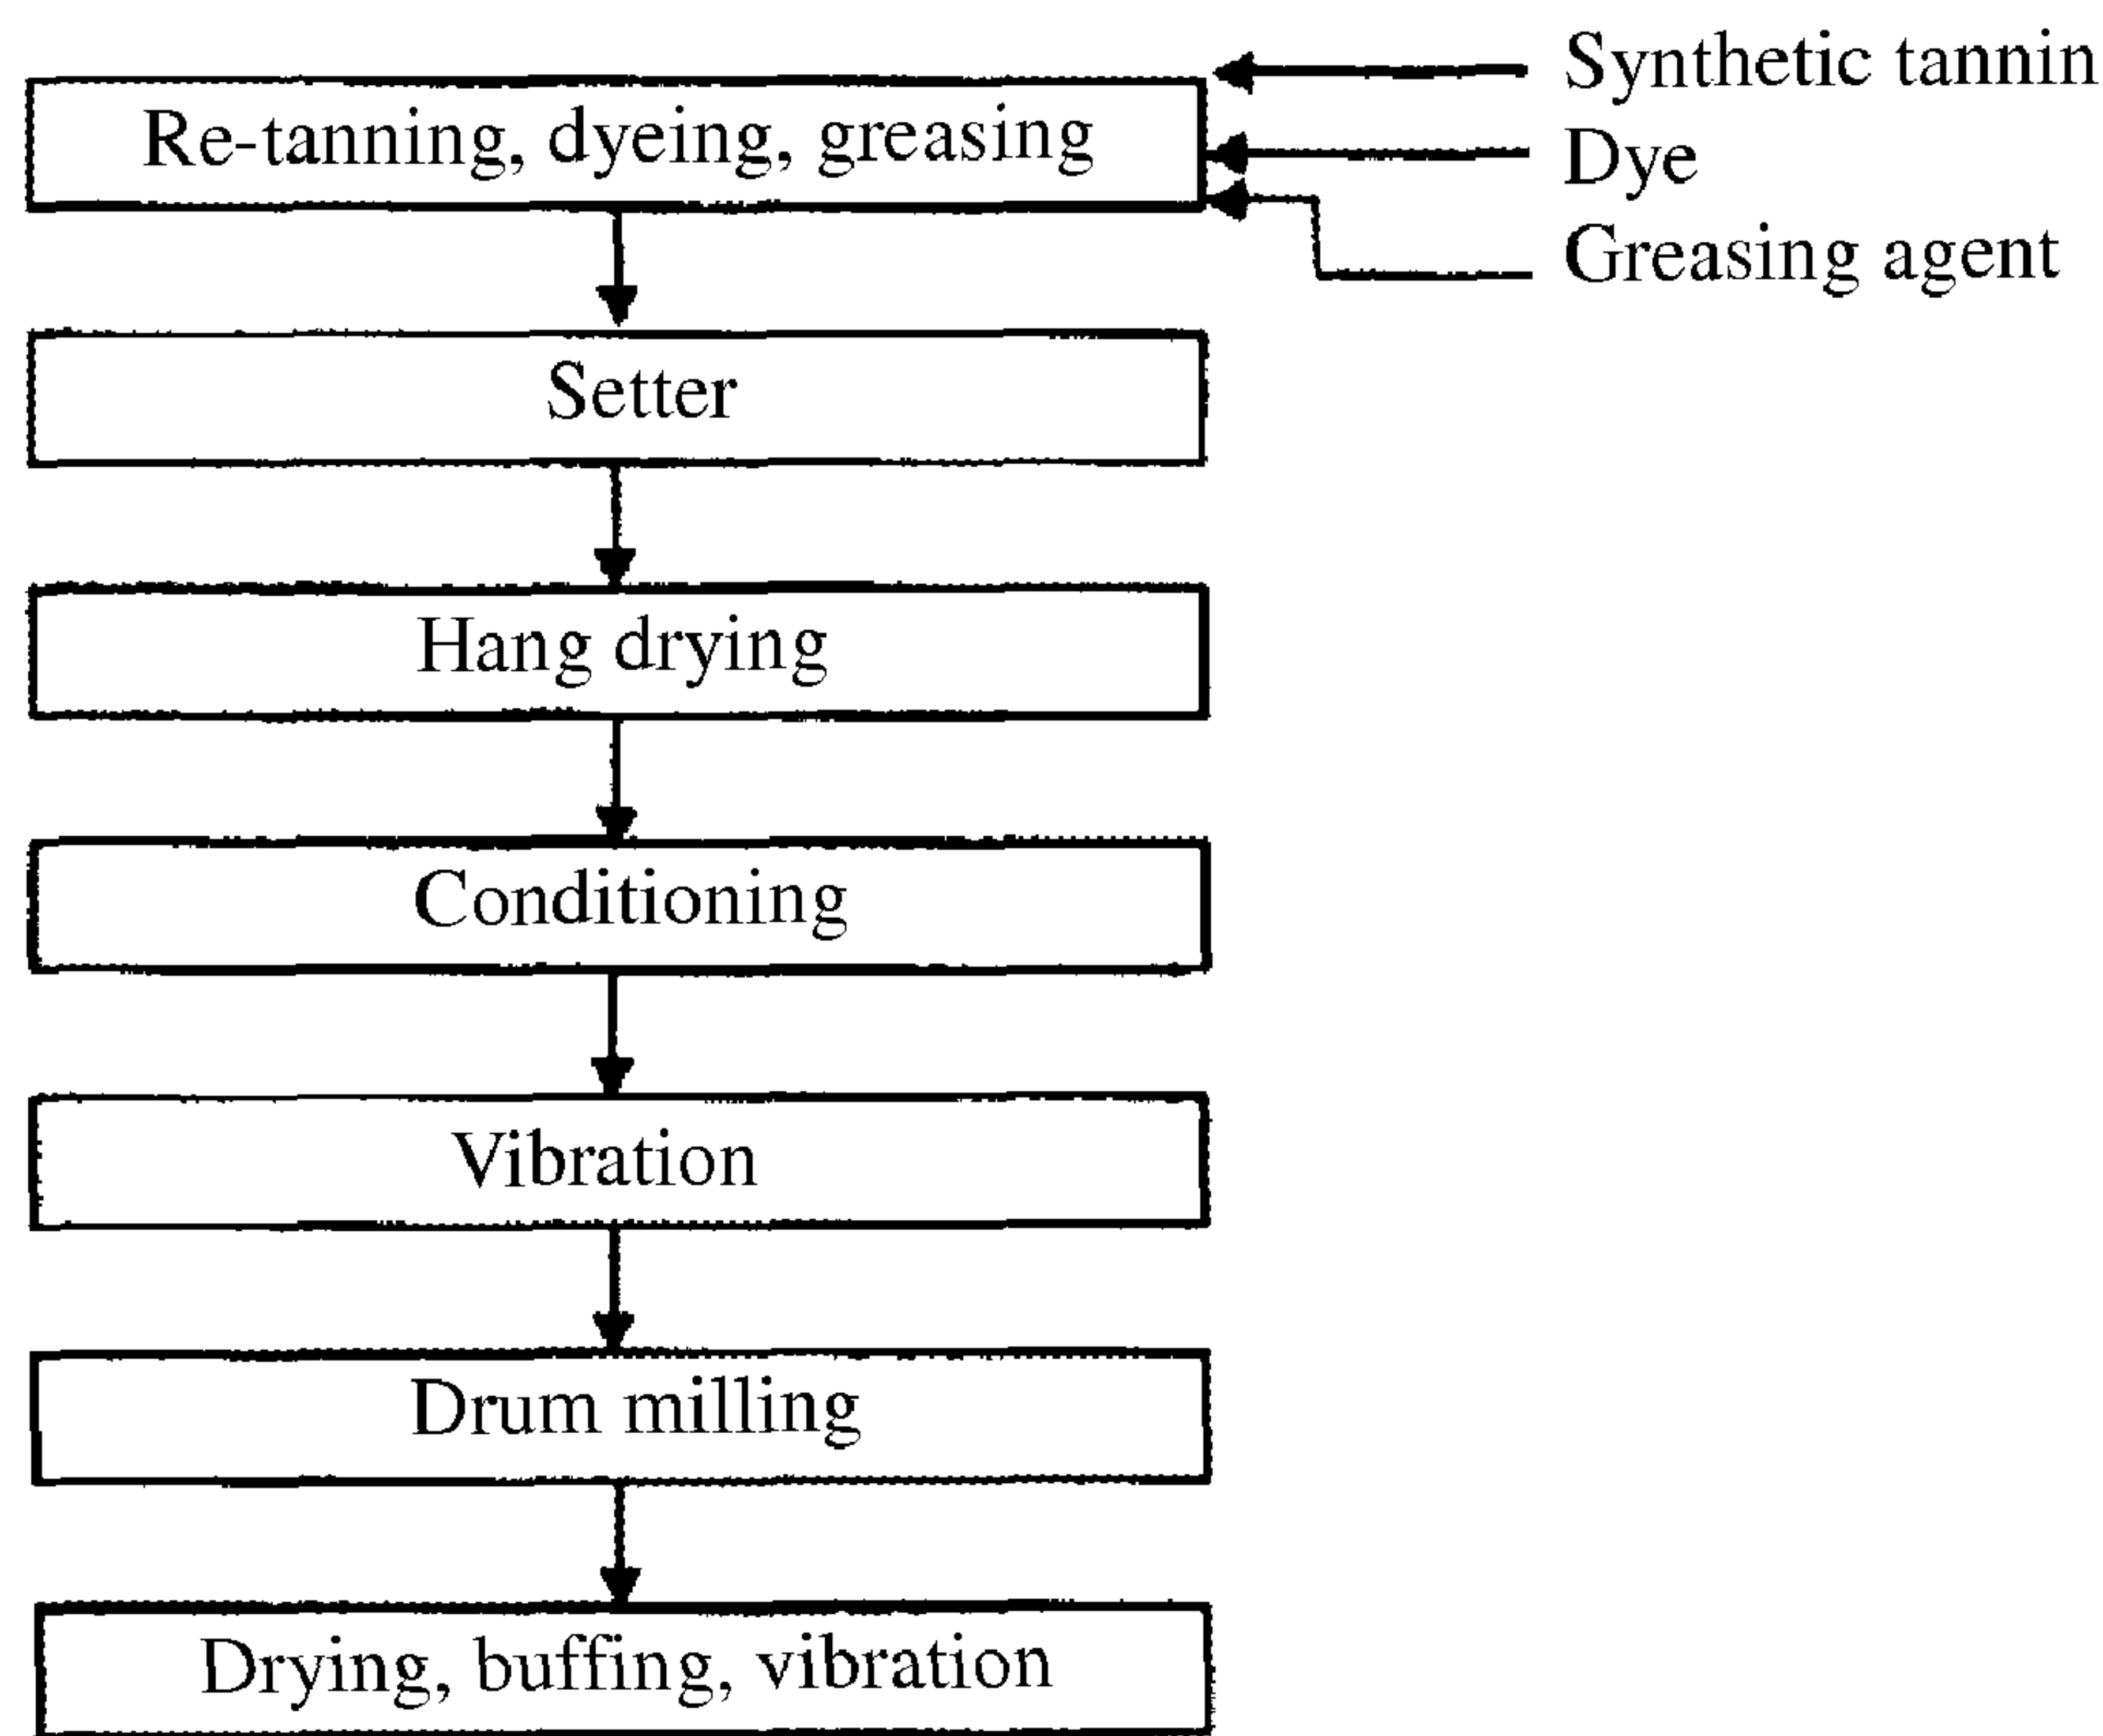 Synthetic tannin
Re-tanning, dyeing, greasing
Dye
Greasing agent
Setter
Hang drying
Conditioning
Vibration
Drum milling
Drying, buffing, vibration